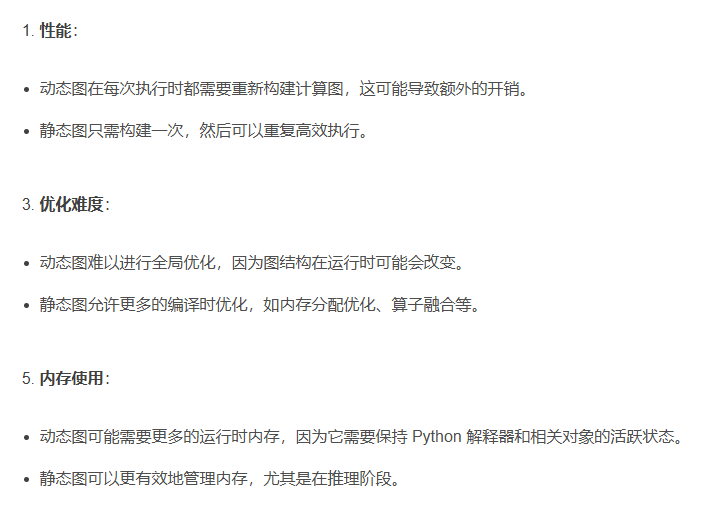 1. 性能：
• 动态图在每次执行时都需要重新构建计算图，这可能导致额外的开销。
• 静态图只需构建一次，然后可以重复高效执行。
3. 优化难度：
• 动态图难以进行全局优化，因为图结构在运行时可能会改变。
• 静态图允许更多的编译时优化，如内存分配优化、算子融合等。
5. 内存使用：
• 动态图可能需要更多的运行时内存，因为它需要保持 Python 解释器和相关对象的活跃状态。
• 静态图可以更有效地管理内存，尤其是在推理阶段。